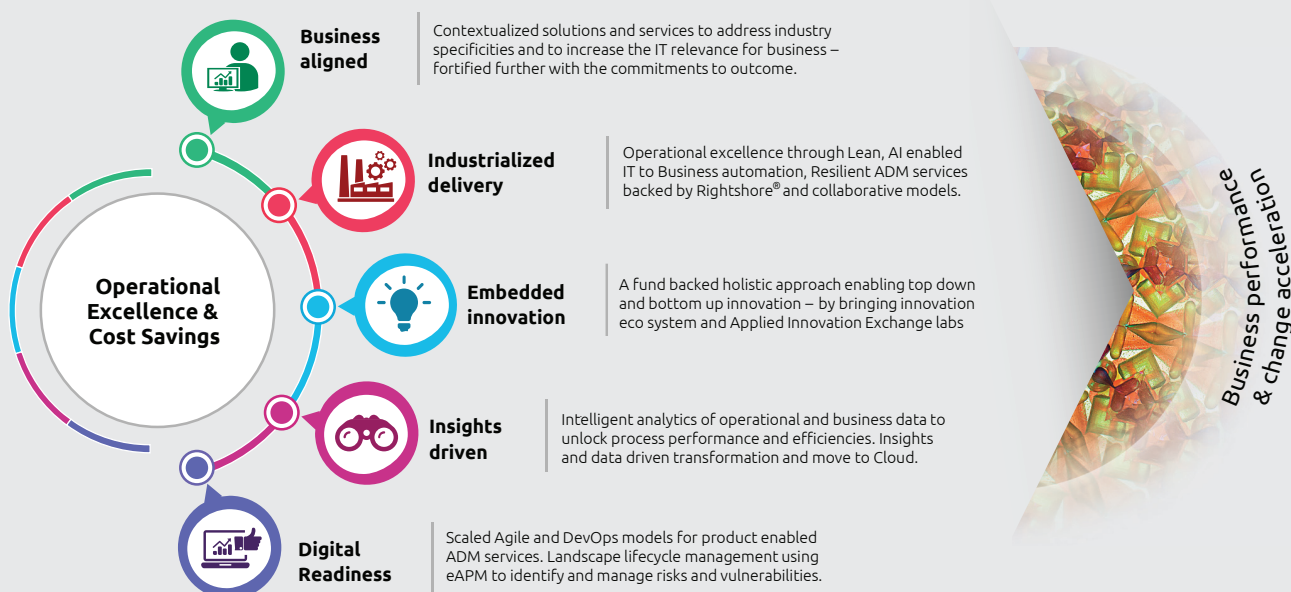 Business
aligned
Contextualized solutions and services to address industry
specificities and to increase the IT relevance for business –
fortified further with the commitments to outcome.
Industrialized
delivery
Operational excellence through Lean, AI enabled
IT to Business automation, Resilient ADM services
backed by Rightshore® and collaborative models.
Operational
Excellence &
Cost Savings
Embedded
innovation
A fund backed holistic approach enabling top down
and bottom up innovation – by bringing innovation
eco system and Applied Innovation Exchange labs
Insights
driven
Intelligent analytics of operational and business data to
unlock process performance and efficiencies. Insights
and data driven transformation and move to Cloud.
Digital
Readiness
Scaled Agile and DevOps models for product enabled
ADM services. Landscape lifecycle management using
eAPM to identify and manage risks and vulnerabilities.
Business performance
& change acceleration